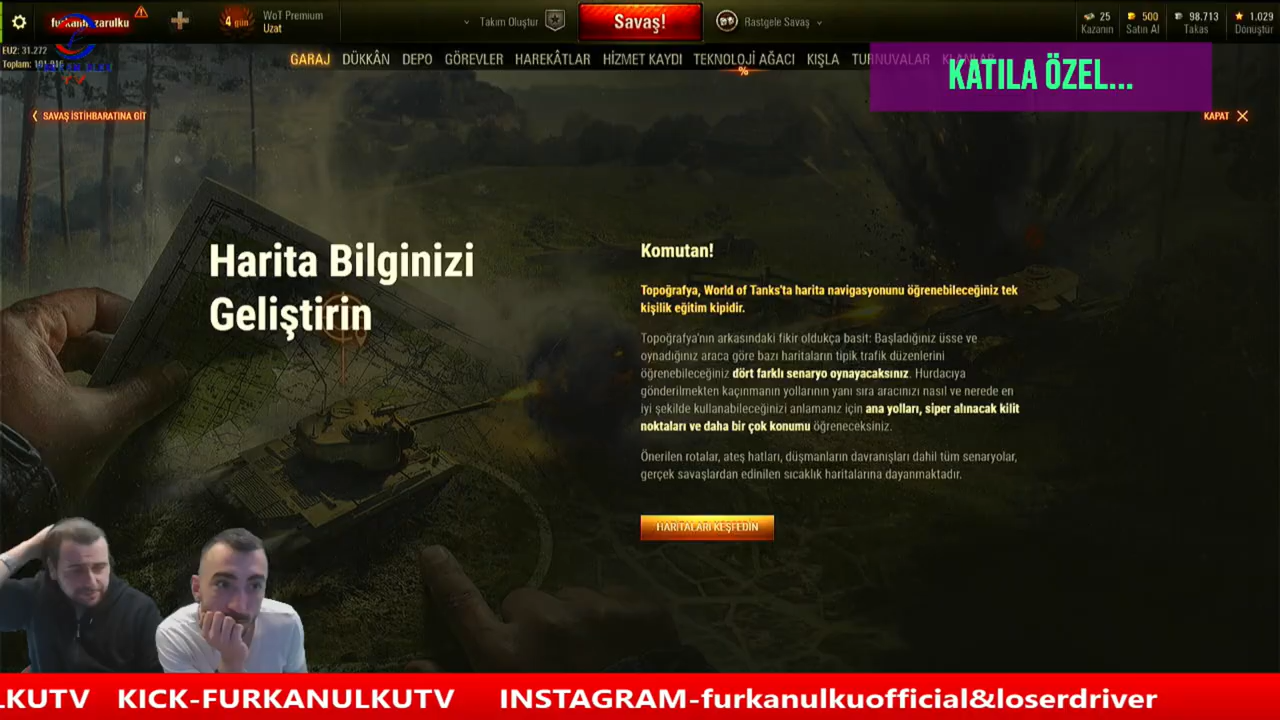 4 gün
WoT Premium
Uzat
Takım Oluştur
Savaş!
Rastgele Savaş
25
Kazanın
500
Satın Al
98.713
Takas
1.029
Dönüştür
EU2: 31.272
GARAJ DÜKKÂN DEPO GÖREVLER HAREKÂTLAR HİZMET KAYDI TEKNOLOJİ AĞACI KIŞLA TURNUVALAR KLANLAR
%
KATILA ÖZEL...
SAVAŞ İSTİHBARATINA GİT
KAPAT
Harita Bilginizi
Geliştirin
Komutan!
Topoğrafya, World of Tanks'ta harita navigasyonunu öğrenebileceğiniz tek
kişilik eğitim kipidir.
Topoğrafya'nın arkasındaki fikir oldukça basit: Başladığınız üsse ve
oynadığınız araca göre bazı haritaların tipik trafik düzenlerini
öğrenebileceğiniz dört farklı senaryo oynayacaksınız. Hurdacıya
gönderilmekten kaçınmanın yollarının yanı sıra aracınızı nasıl ve nerede en
iyi şekilde kullanabileceğinizi anlamanız için ana yolları, siper alınacak kilit
noktaları ve daha bir çok konumu öğreneceksiniz.
Önerilen rotalar, ateş hatları, düşmanların davranışları dahil tüm senaryolar,
gerçek savaşlardan edinilen sıcaklık haritalarına dayanmaktadır.
HARİTALARI KEŞFEDİN
LKUTV KICK-FURKANULKUTV INSTAGRAM-furkanulkuofficial&loserdriver